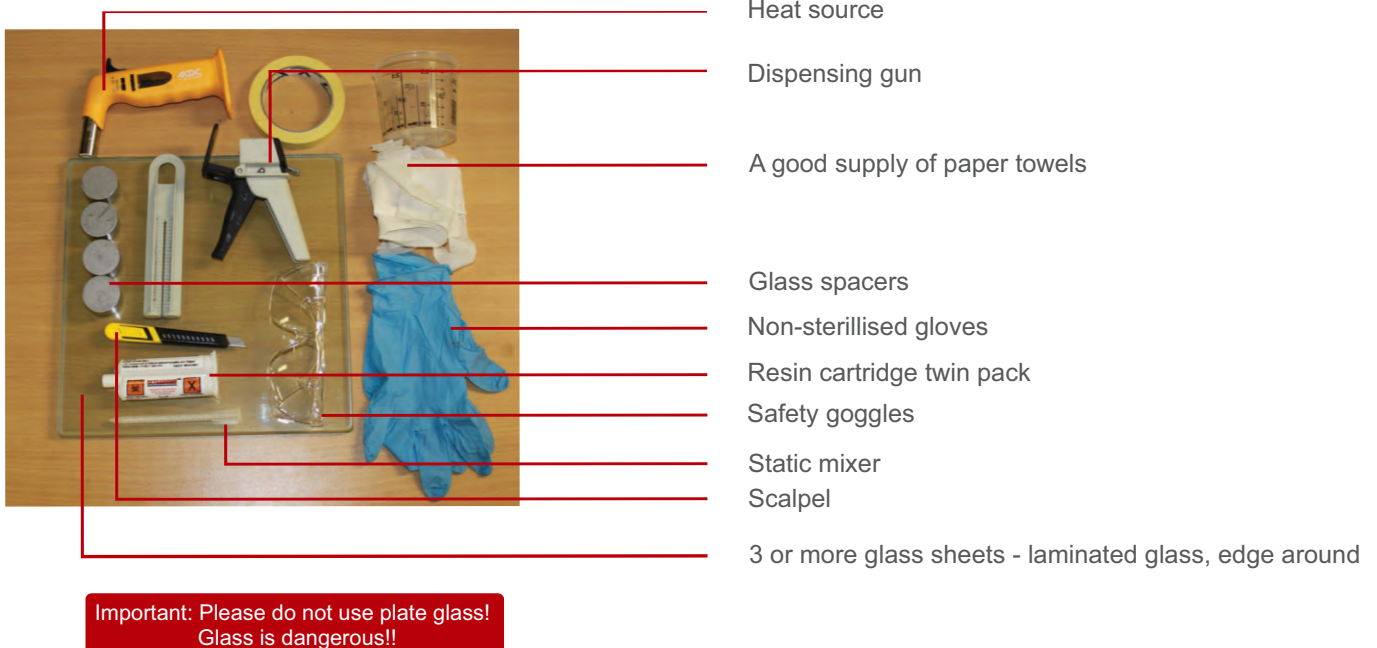 Heat source
Dispensing gun
A good supply of paper towels
Glass spacers
Non-sterillised gloves
Resin cartridge twin pack
Safety goggles
Static mixer
Scalpel
3 or more glass sheets - laminated glass, edge around
Important: Please do not use plate glass!
Glass is dangerous!!